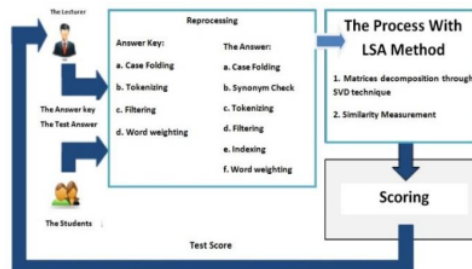 The Lecturer
The Answer key
The Test Answer
The Students
Reprocessing
Answer Key:
a. Case Folding
b. Tokenizing
c. Filtering
d. Word weighting
The Answer:
a. Case Folding
b. Synonym Check
c. Tokenizing
d. Filtering
e. Indexing
f. Word weighting
The Process With
LSA Method
1. Matrices decomposition through
SVD technique
2. Similarity Measurement
Scoring
Test Score